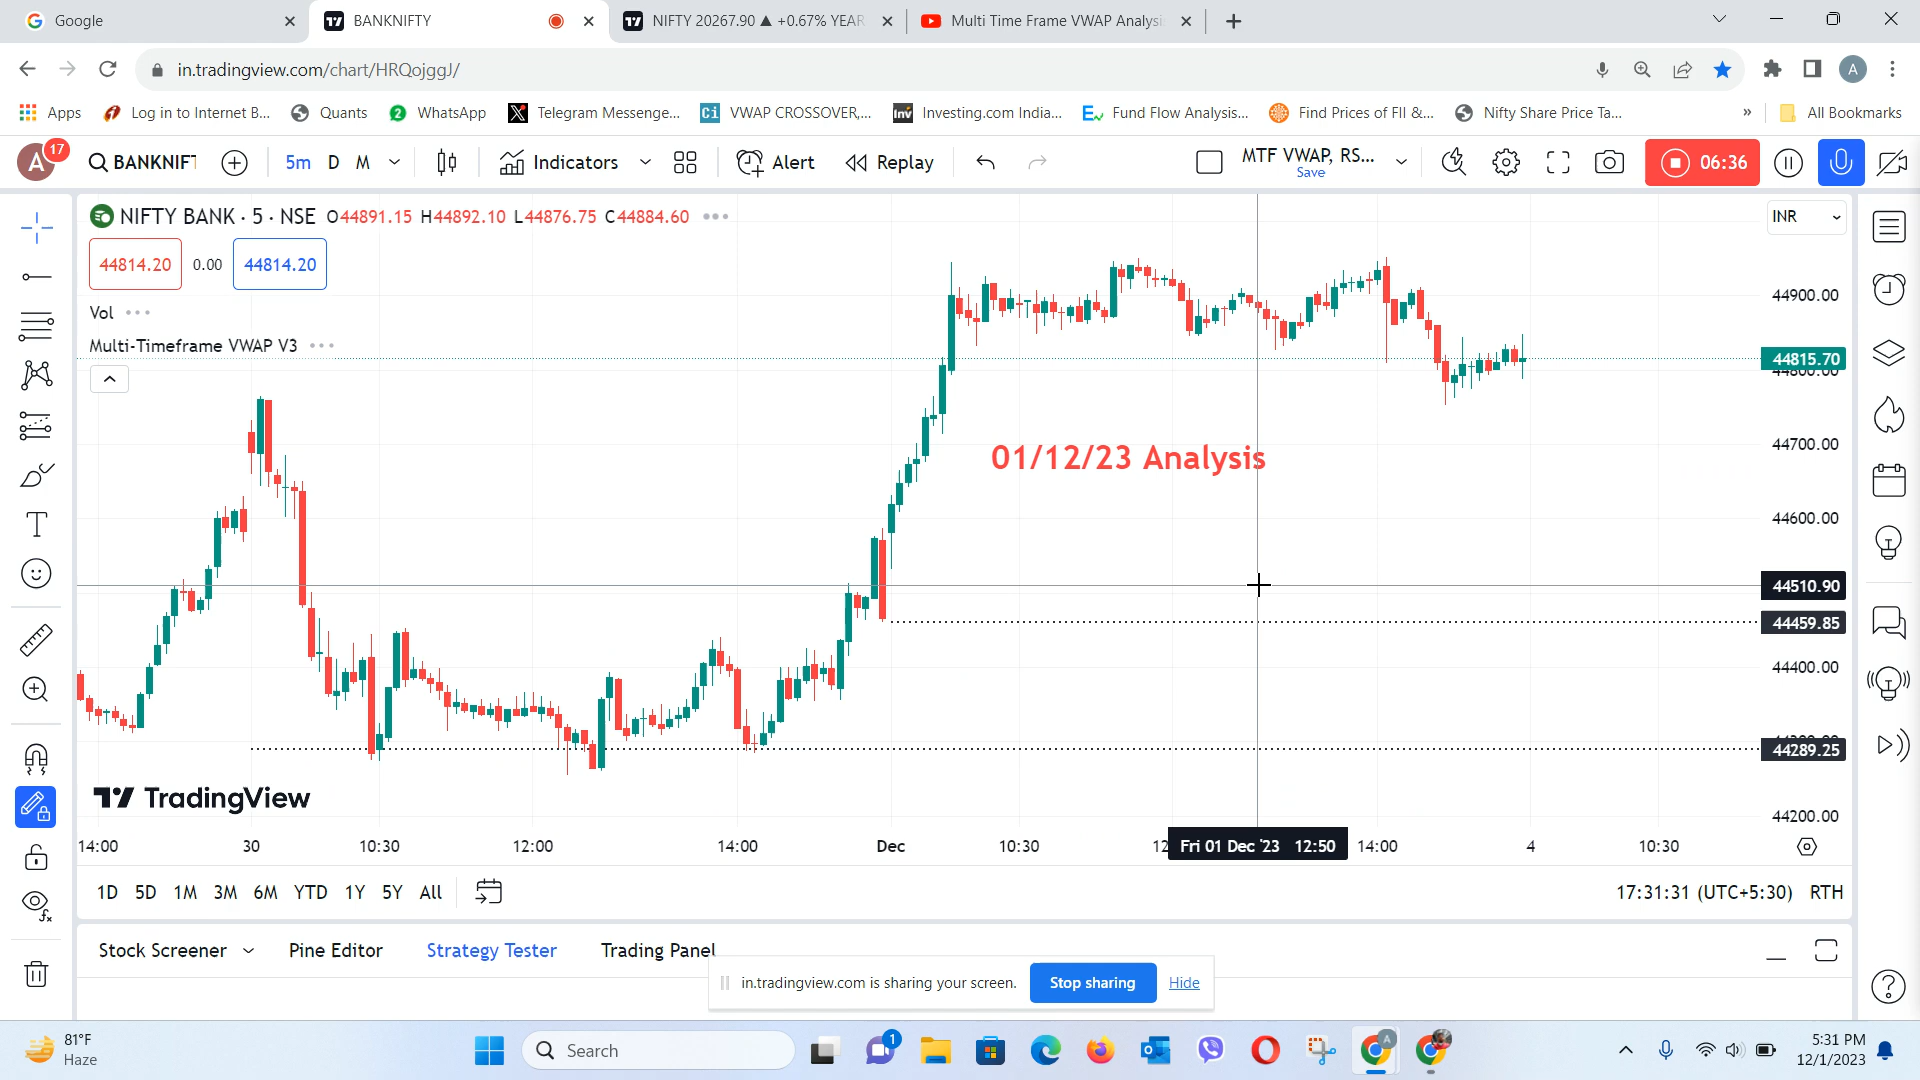 Google
BANKNIFTY
NIFTY 20267.90 ▲ +0.67% YEAR
Multi Time Frame VWAP Analysi
in.tradingview.com/chart/HRQojggJ/
A
Apps
Log in to Internet B...
Quants
WhatsApp
Telegram Messenge...
VWAP CROSSOVER,...
Investing.com India...
Fund Flow Analysis...
Find Prices of FII &...
Nifty Share Price Ta...
»
All Bookmarks
A 17
BANKNIFT
5m D M
Indicators
Alert
Replay
MTF VWAP, RS...
Save
06:36
NIFTY BANK · 5 · NSE O44891.15 H44892.10 L44876.75 C44884.60
INR
44814.20 0.00 44814.20
Vol
Multi-Timeframe VWAP V3
44900.00
44815.70
44800.00
44700.00
44600.00
44510.90
44459.85
44400.00
44289.25
44200.00
01/12/23 Analysis
TradingView
14:00 30 10:30 12:00 14:00 Dec 10:30 12 Fri 01 Dec '23 12:50 14:00 4 10:30
1D 5D 1M 3M 6M YTD 1Y 5Y All
17:31:31 (UTC+5:30) RTH
Stock Screener Pine Editor Strategy Tester Trading Panel
in.tradingview.com is sharing your screen. Stop sharing Hide
81°F
Haze
Search
1
A
5:31 PM
12/1/2023